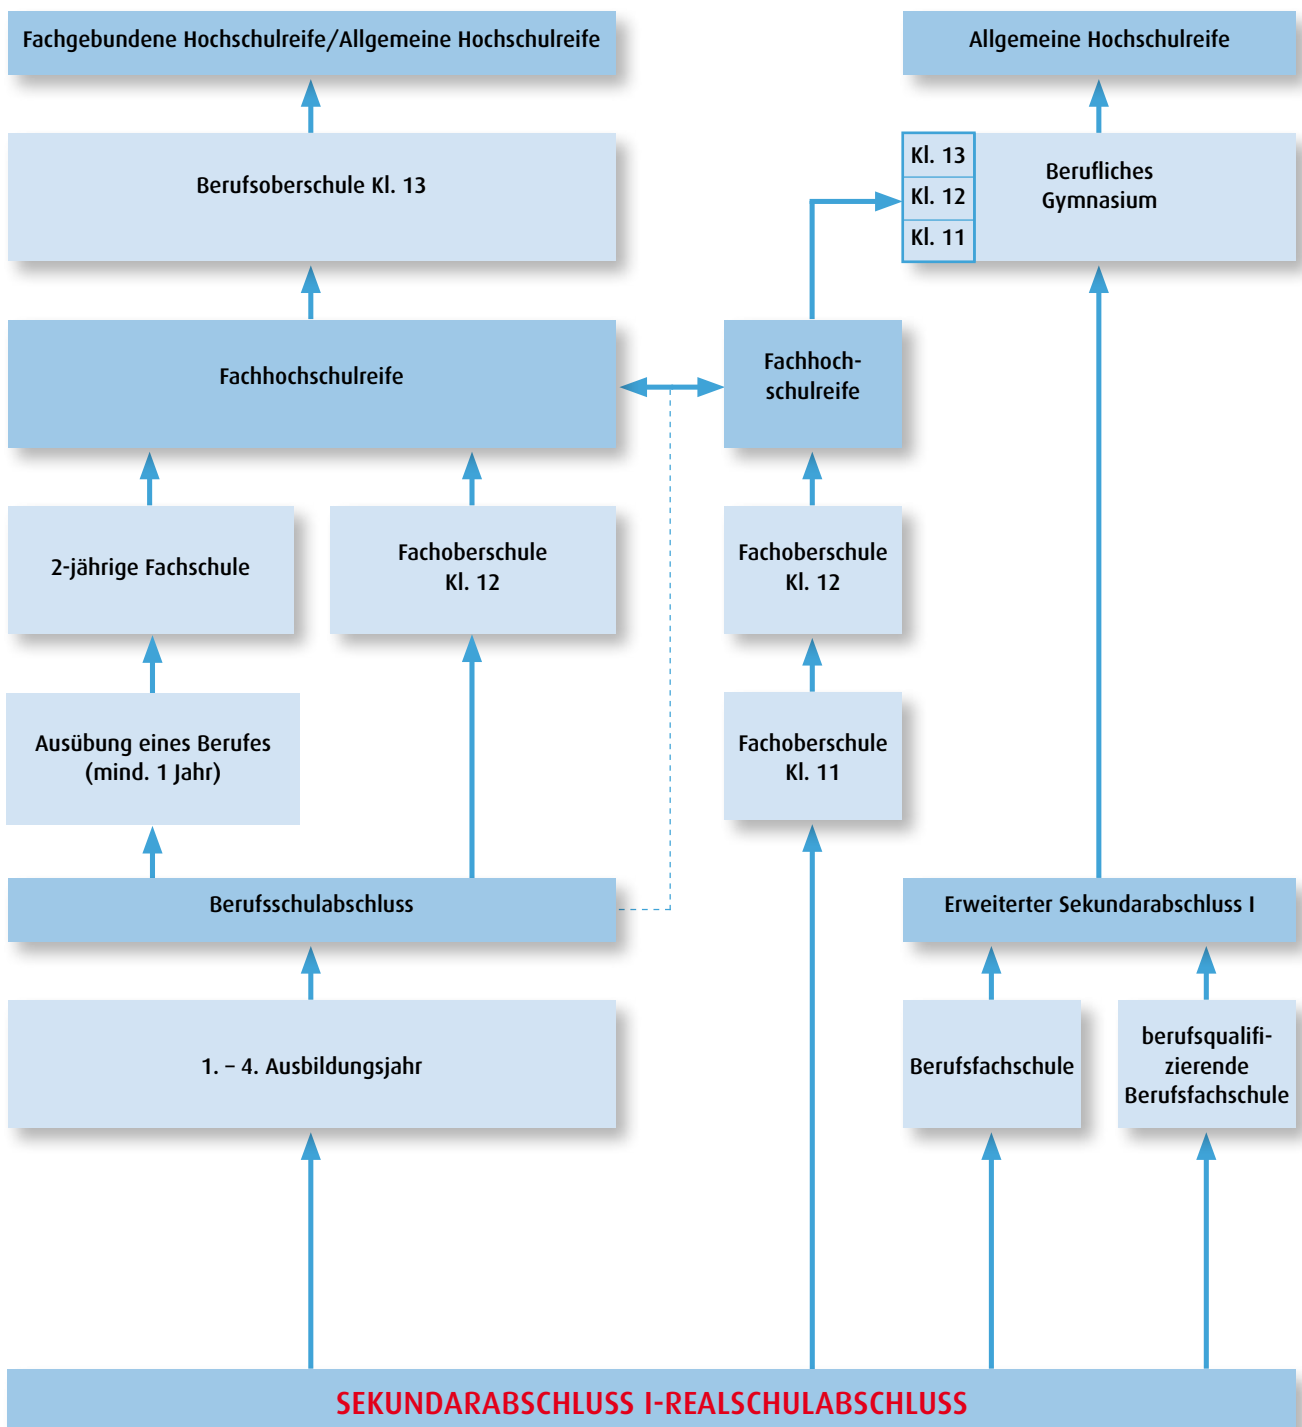 Fachgebundene Hochschulreife/Allgemeine Hochschulreife
Allgemeine Hochschulreife
Berufsoberschule Kl. 13
Kl. 13
Kl. 12
Kl. 11
Berufliches
Gymnasium
Fachhochschulreife
Fachhoch-
schulreife
2-jährige Fachschule
Fachoberschule
Kl. 12
Fachoberschule
Kl. 12
Ausübung eines Berufes
(mind. 1 Jahr)
Fachoberschule
Kl. 11
Berufsschulabschluss
Erweiterter Sekundarabschluss I
1. – 4. Ausbildungsjahr
Berufsfachschule
berufsqualifi-
zierende
Berufsfachschule
SEKUNDARABSCHLUSS I-REALSCHULABSCHLUSS